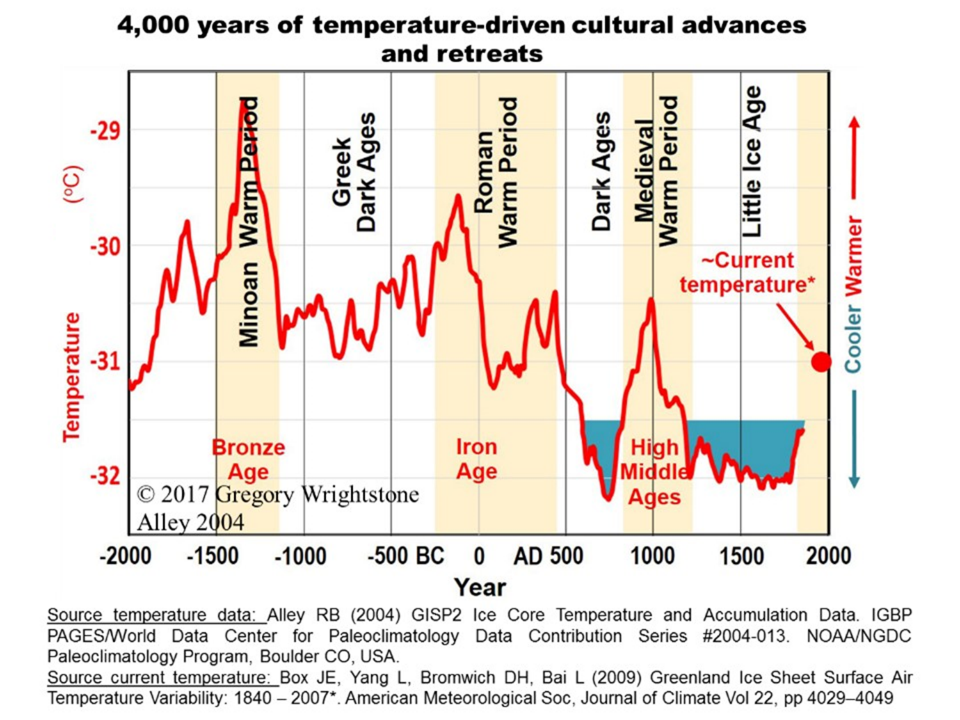 4,000 years of temperature-driven cultural advances
and retreats
Temperature (ºC)
-29
-30
-31
-32
Minoan Warm Period
Greek
Dark Ages
Roman
Warm Period
Dark Ages
Medieval
Warm Period
Little Ice Age
~Current
temperature*
Cooler Warmer
Bronze
Age
Iron
Age
High
Middle
Ages
© 2017 Gregory Wrightstone
Alley 2004
-2000 -1500 -1000 -500 BC 0 AD 500 1000 1500 2000
Year
Source temperature data: Alley RB (2004) GISP2 Ice Core Temperature and Accumulation Data. IGBP
PAGES/World Data Center for Paleoclimatology Data Contribution Series #2004-013. NOAA/NGDC
Paleoclimatology Program, Boulder CO, USA.
Source current temperature: Box JE, Yang L, Bromwich DH, Bai L (2009) Greenland Ice Sheet Surface Air
Temperature Variability: 1840 – 2007*. American Meteorological Soc, Journal of Climate Vol 22, pp 4029–4049